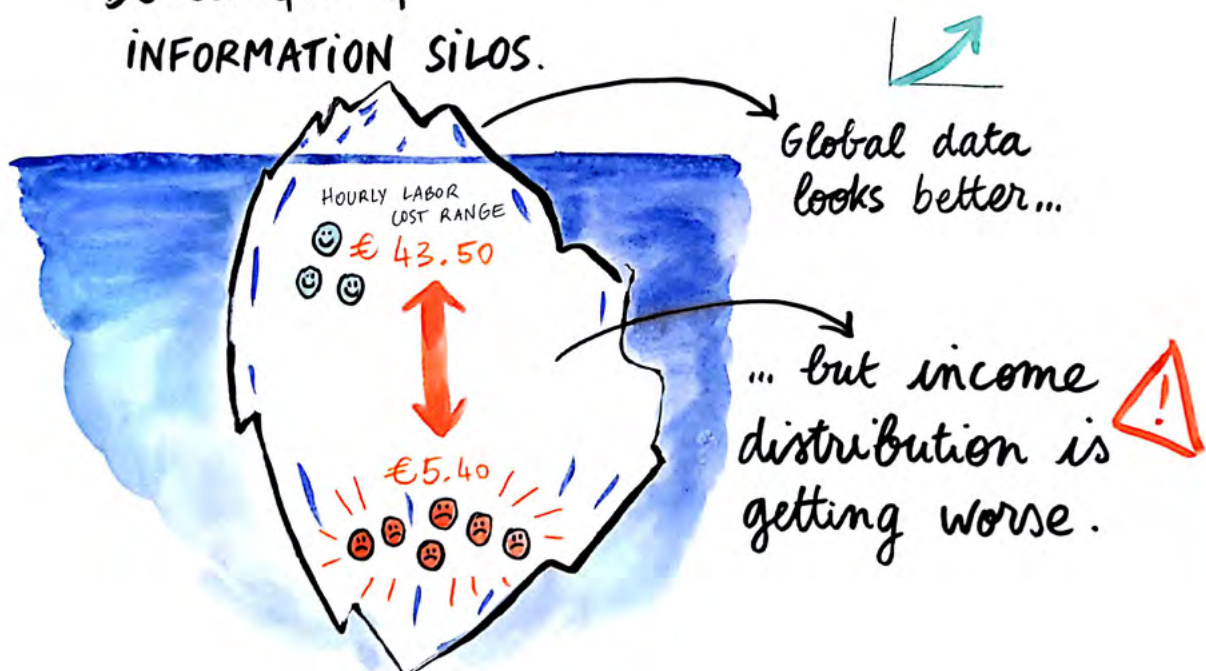 INFORMATION SILOS.
Global data
looks better...
HOURLY LABOR
COST RANGE
€ 43.50
... but income
distribution is
getting worse.
€5.40